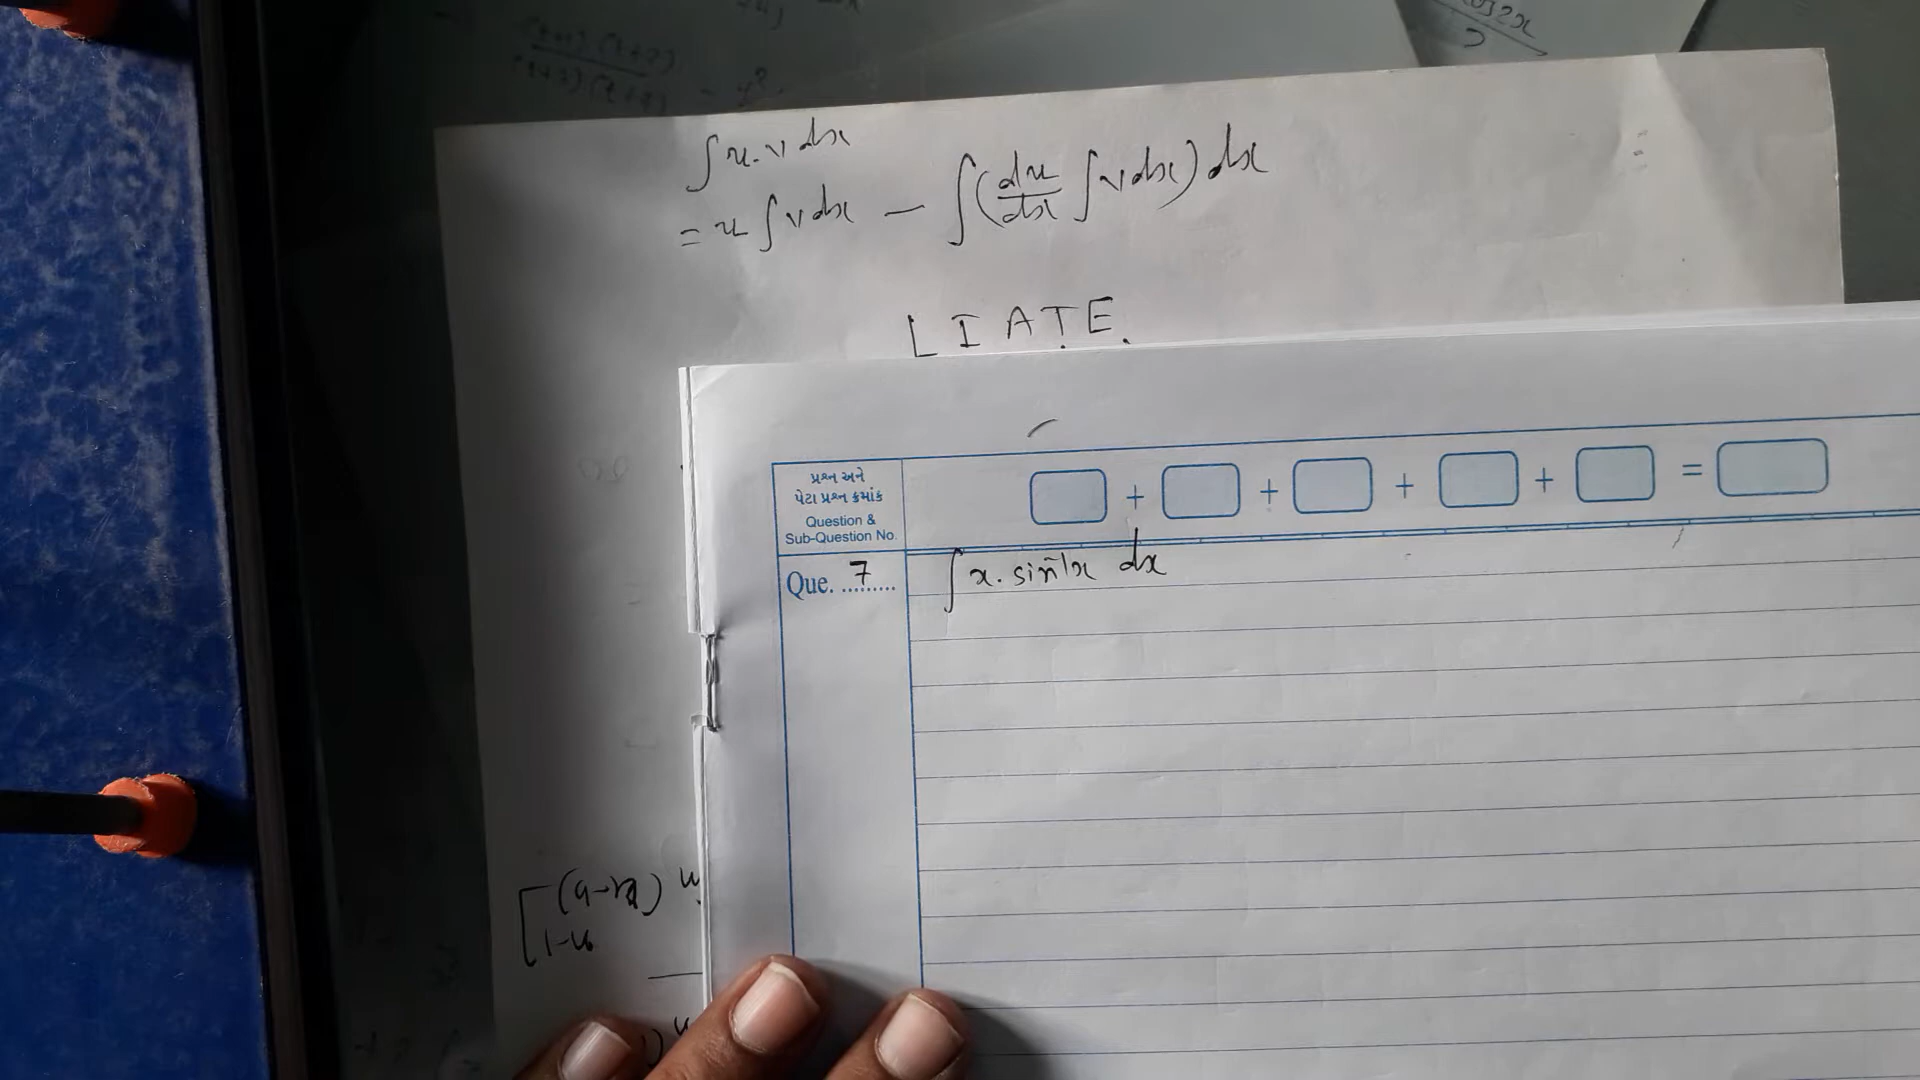 ∫ u. v dx
= u ∫ v dx — ∫ (du/dx ∫ v dx) dx
L I A T E.
પ્રશ્ન અને
પેટા પ્રશ્ન ક્રમાંક
Question &
Sub-Question No.
+ + + + =
Que. 7
∫ x. sin⁻¹x dx